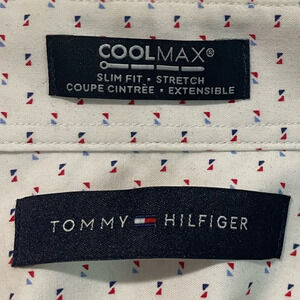 COOLMAX®
SLIM FIT • STRETCH
COUPE CINTRÉE • EXTENSIBLE
TOMMY HILFIGER